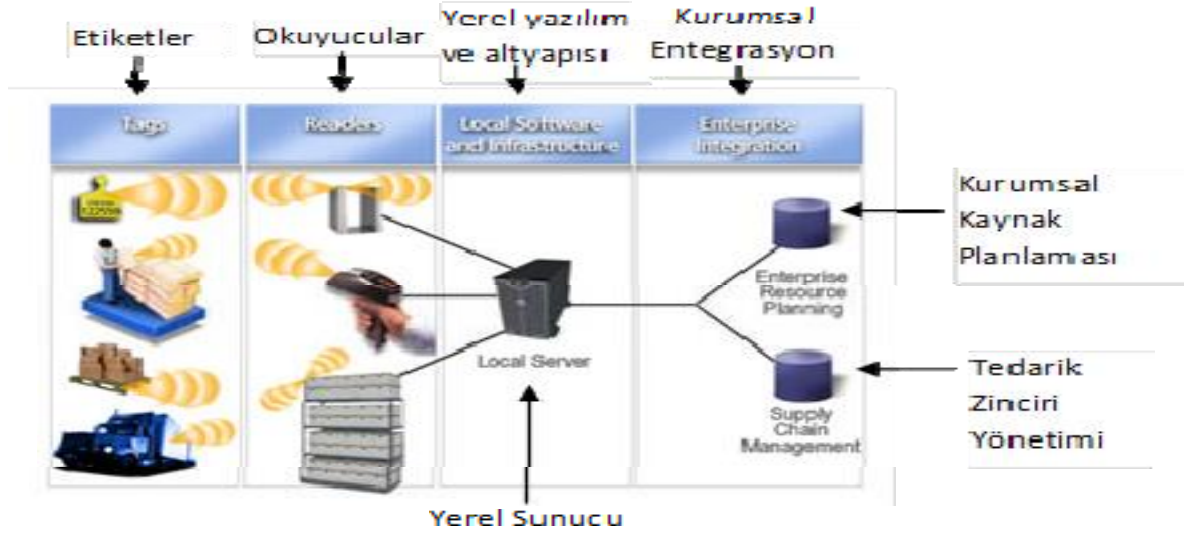 Etiketler
Okuyucular
Yerel yazılım
ve altyapısı
Kurumsal
Entegrasyon
Tags
Readers
Local Software
and Infrastructure
Enterprise
Integration
Kurumsal
Kaynak
Planlaması
Enterprise
Resource
Planning
Local Server
Tedarik
Zinciri
Yönetimi
Supply
Chain
Management
Yerel Sunucu